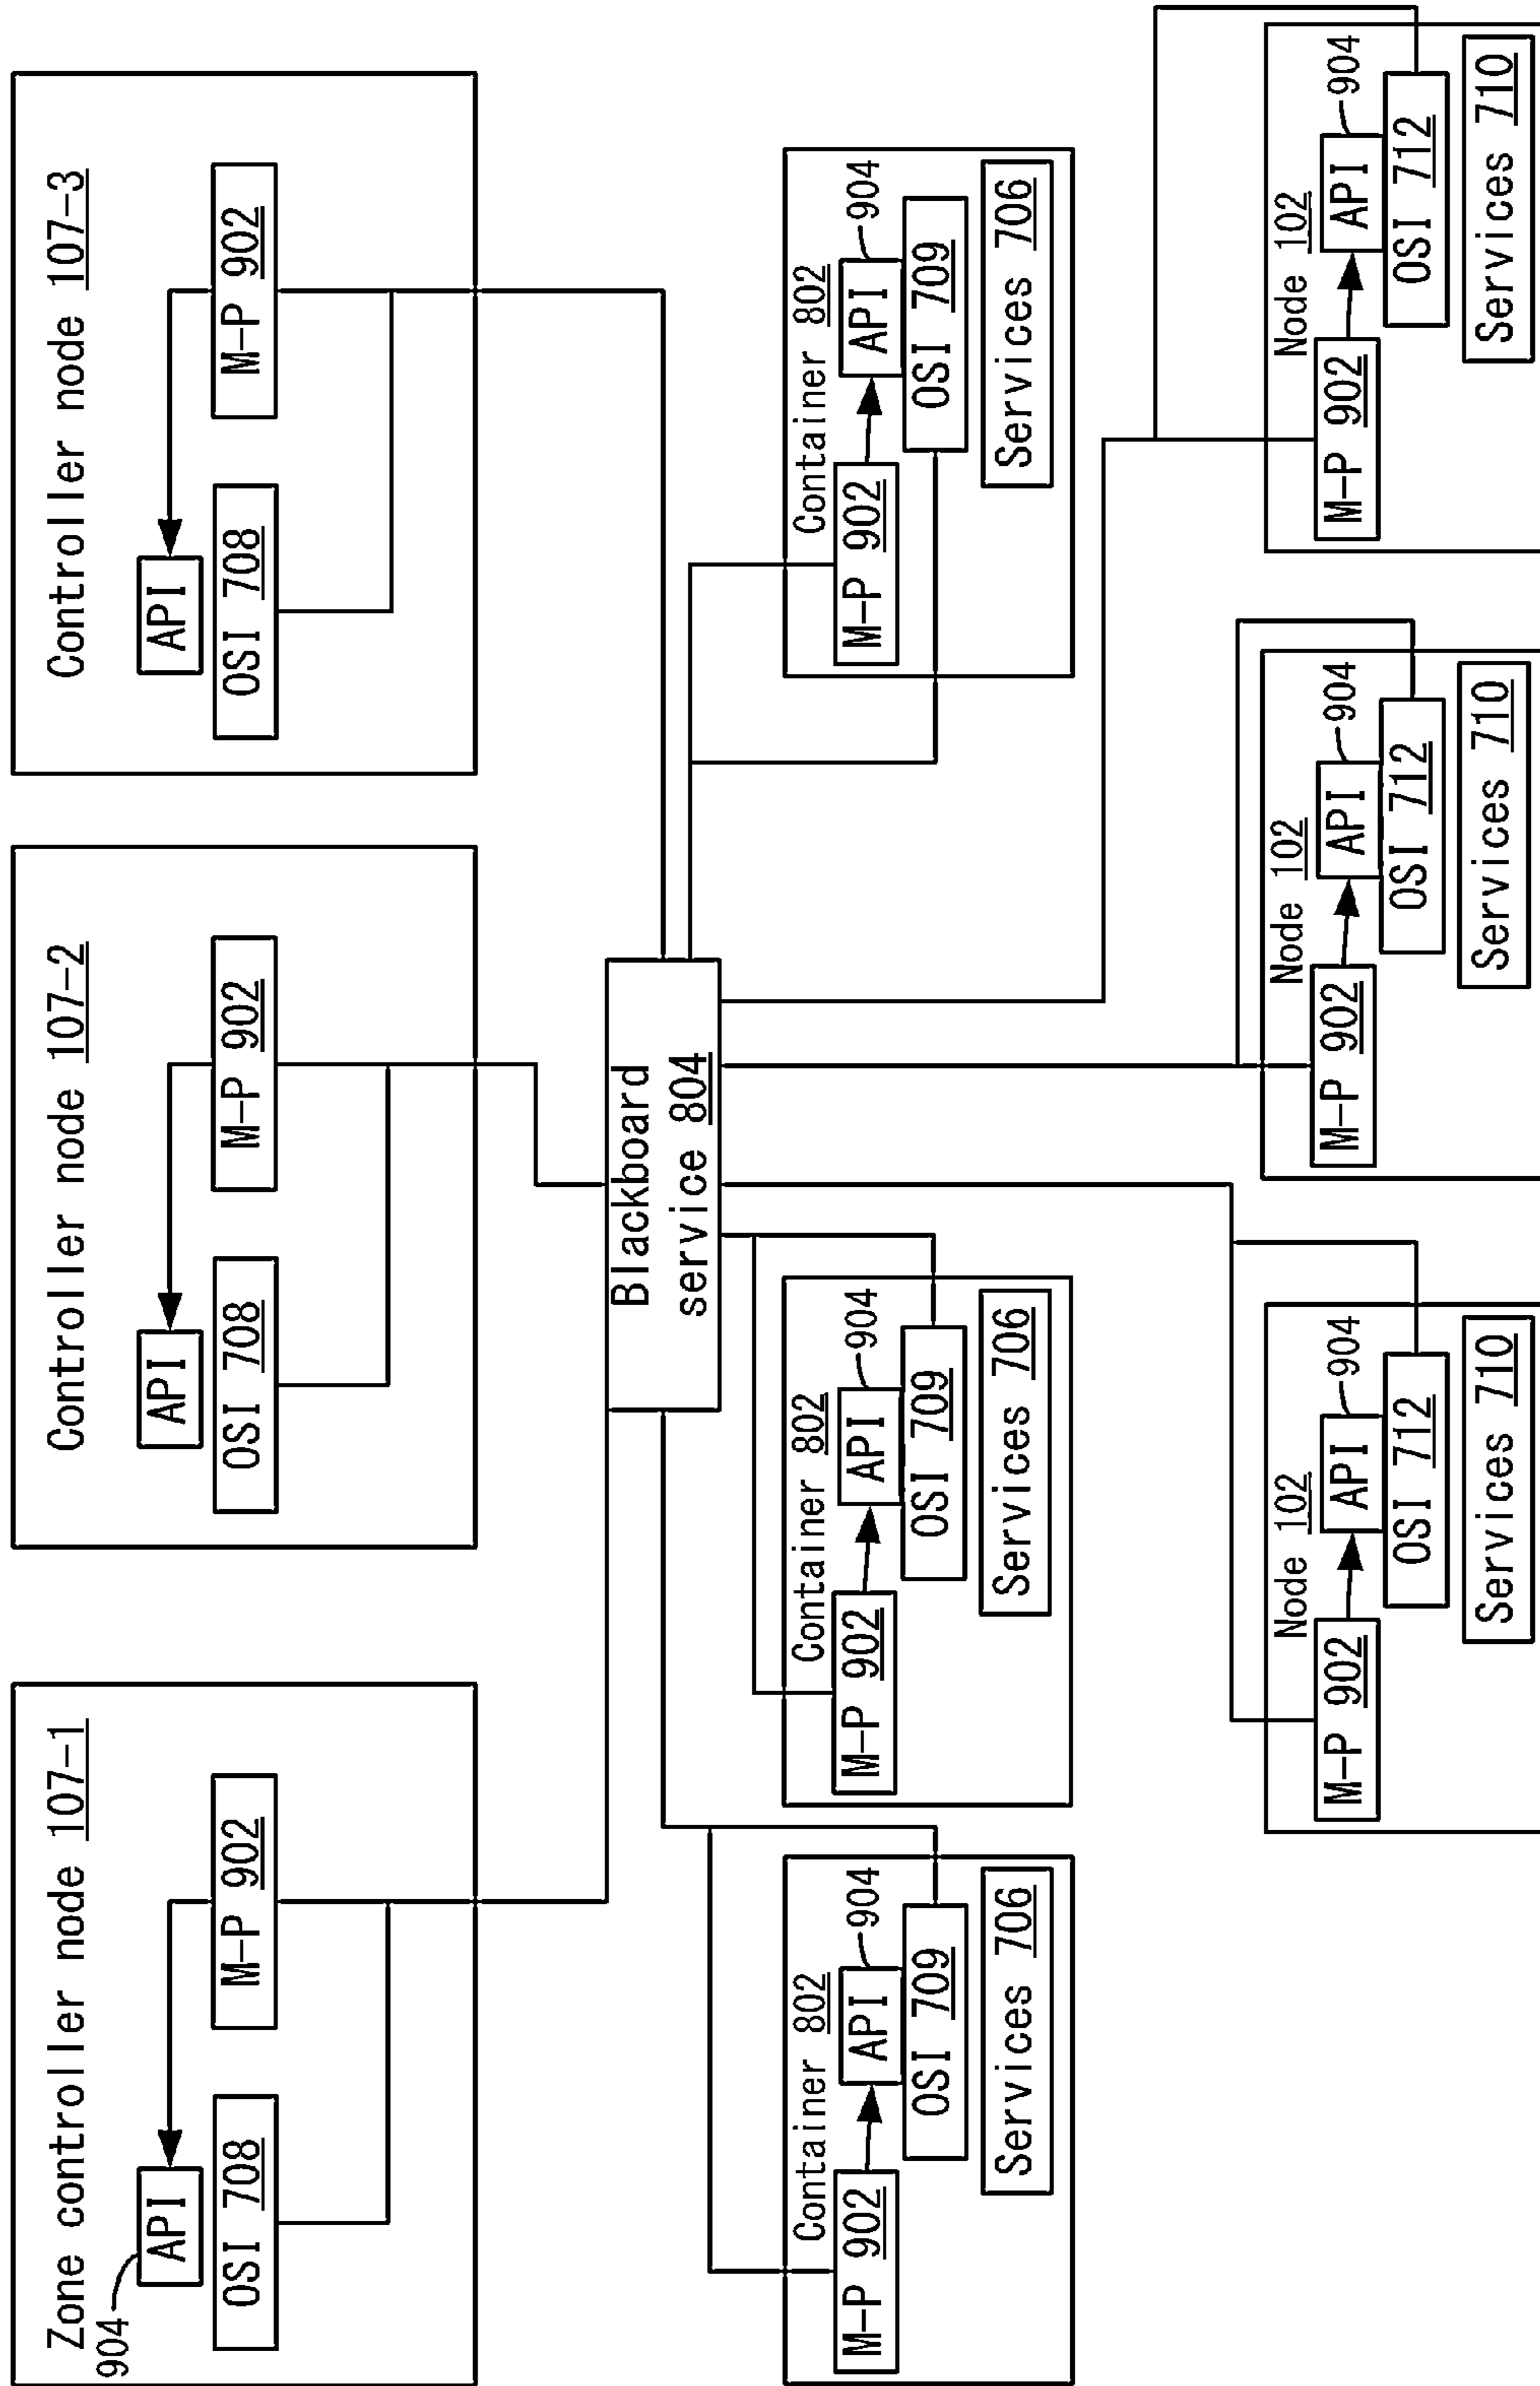 Zone controller node 107-1
904
API
M-P 902
OSI 708
Controller node 107-2
API
M-P 902
OSI 708
Controller node 107-3
API
M-P 902
OSI 708
Blackboard
service 804
Container 802
M-P 902
API
904
OSI 709
Services 706
Container 802
M-P 902
API
904
OSI 709
Services 706
Container 802
M-P 902
API
904
OSI 709
Services 706
Node 102
M-P 902
API
904
OSI 712
Services 710
Node 102
M-P 902
API
904
OSI 712
Services 710
Node 102
M-P 902
API
904
OSI 712
Services 710